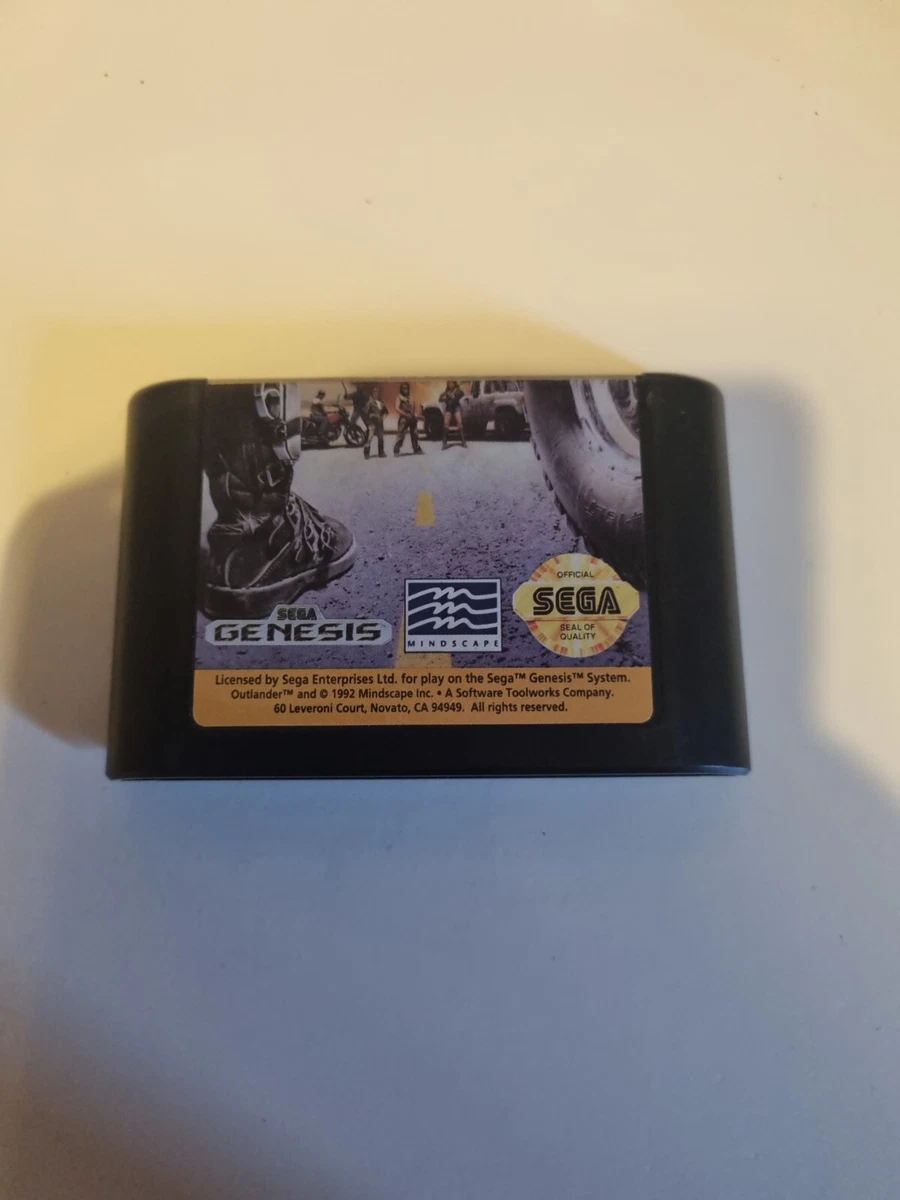 SEGA
GENESIS
MINDSCAPE
OFFICIAL
SEGA
SEAL OF
QUALITY
Licensed by Sega Enterprises Ltd. for play on the Sega™ Genesis™ System.
Outlander™ and © 1992 Mindscape Inc. • A Software Toolworks Company.
60 Leveroni Court, Novato, CA 94949. All rights reserved.